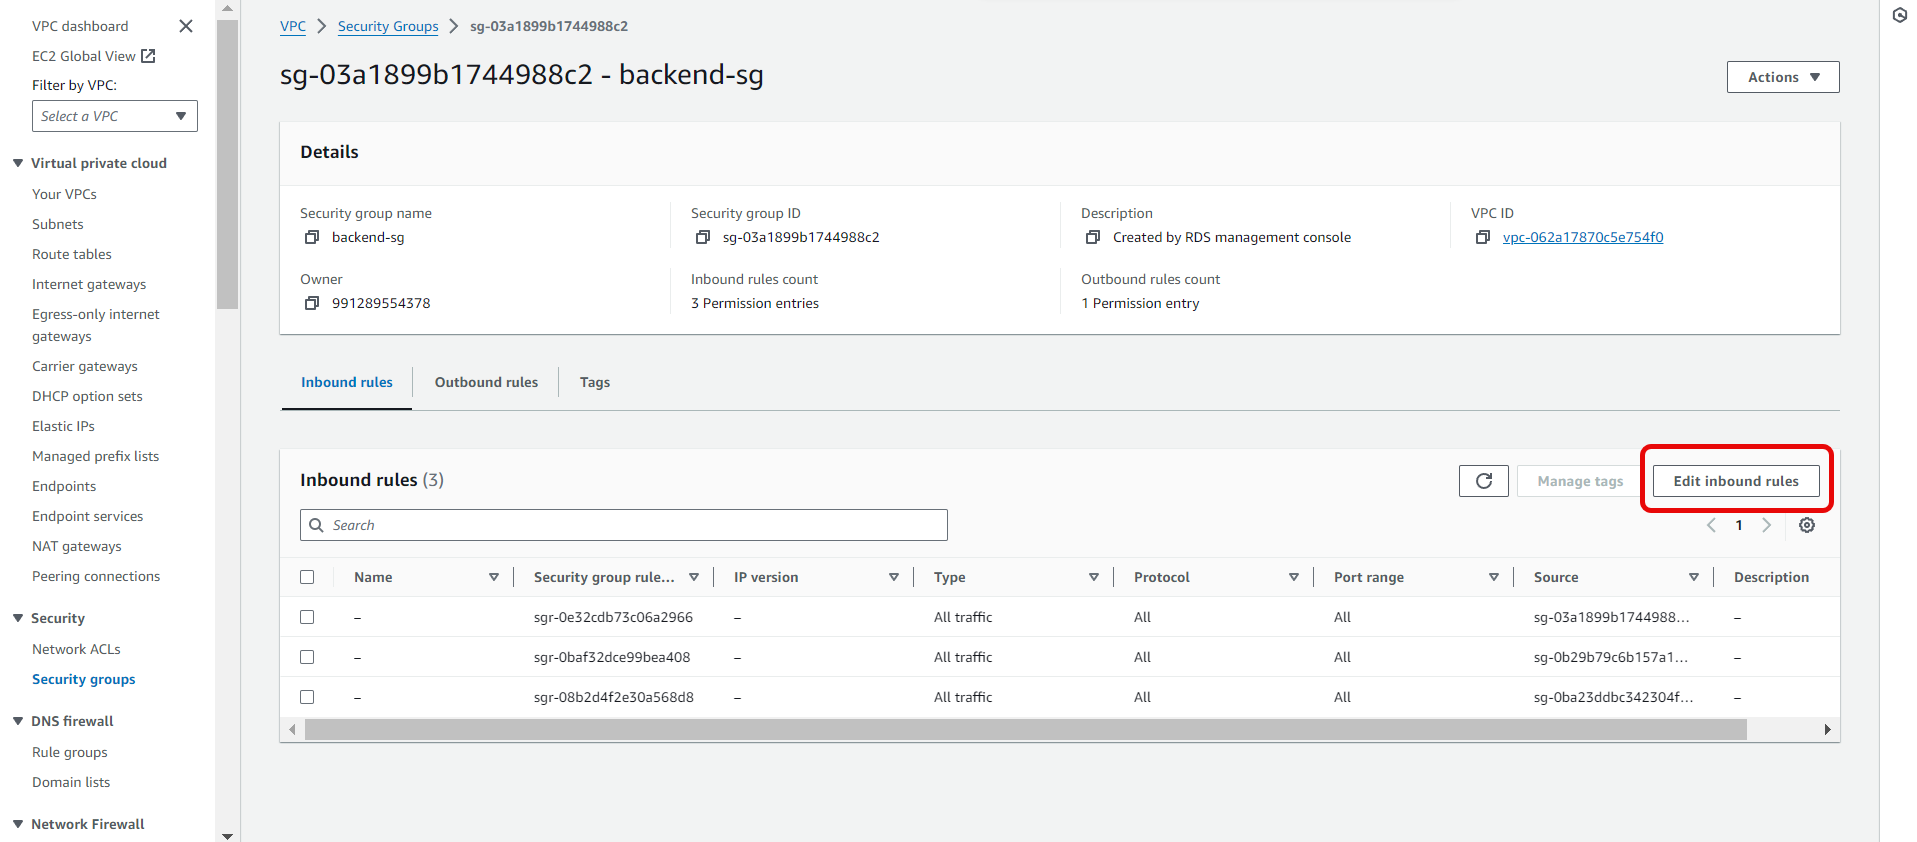 VPC dashboard
EC2 Global View
Filter by VPC:
Select a VPC
Virtual private cloud
Your VPCs
Subnets
Route tables
Internet gateways
Egress-only internet
gateways
Carrier gateways
DHCP option sets
Elastic IPs
Managed prefix lists
Endpoints
Endpoint services
NAT gateways
Peering connections
Security
Network ACLs
Security groups
DNS firewall
Rule groups
Domain lists
Network Firewall
VPC > Security Groups > sg-03a1899b1744988c2
sg-03a1899b1744988c2 - backend-sg
Actions
Details
Security group name
backend-sg
Security group ID
sg-03a1899b1744988c2
Description
Created by RDS management console
VPC ID
vpc-062a17870c5e754f0
Owner
991289554378
Inbound rules count
3 Permission entries
Outbound rules count
1 Permission entry
Inbound rules Outbound rules Tags
Inbound rules (3)
Manage tags
Edit inbound rules
Search
1
Name Security group rule... IP version Type Protocol Port range Source Description
– sgr-0e32cdb73c06a2966 – All traffic All All sg-03a1899b1744988... –
– sgr-0baf32dce99bea408 – All traffic All All sg-0b29b79c6b157a1... –
– sgr-08b2d4f2e30a568d8 – All traffic All All sg-0ba23ddbc342304f... –